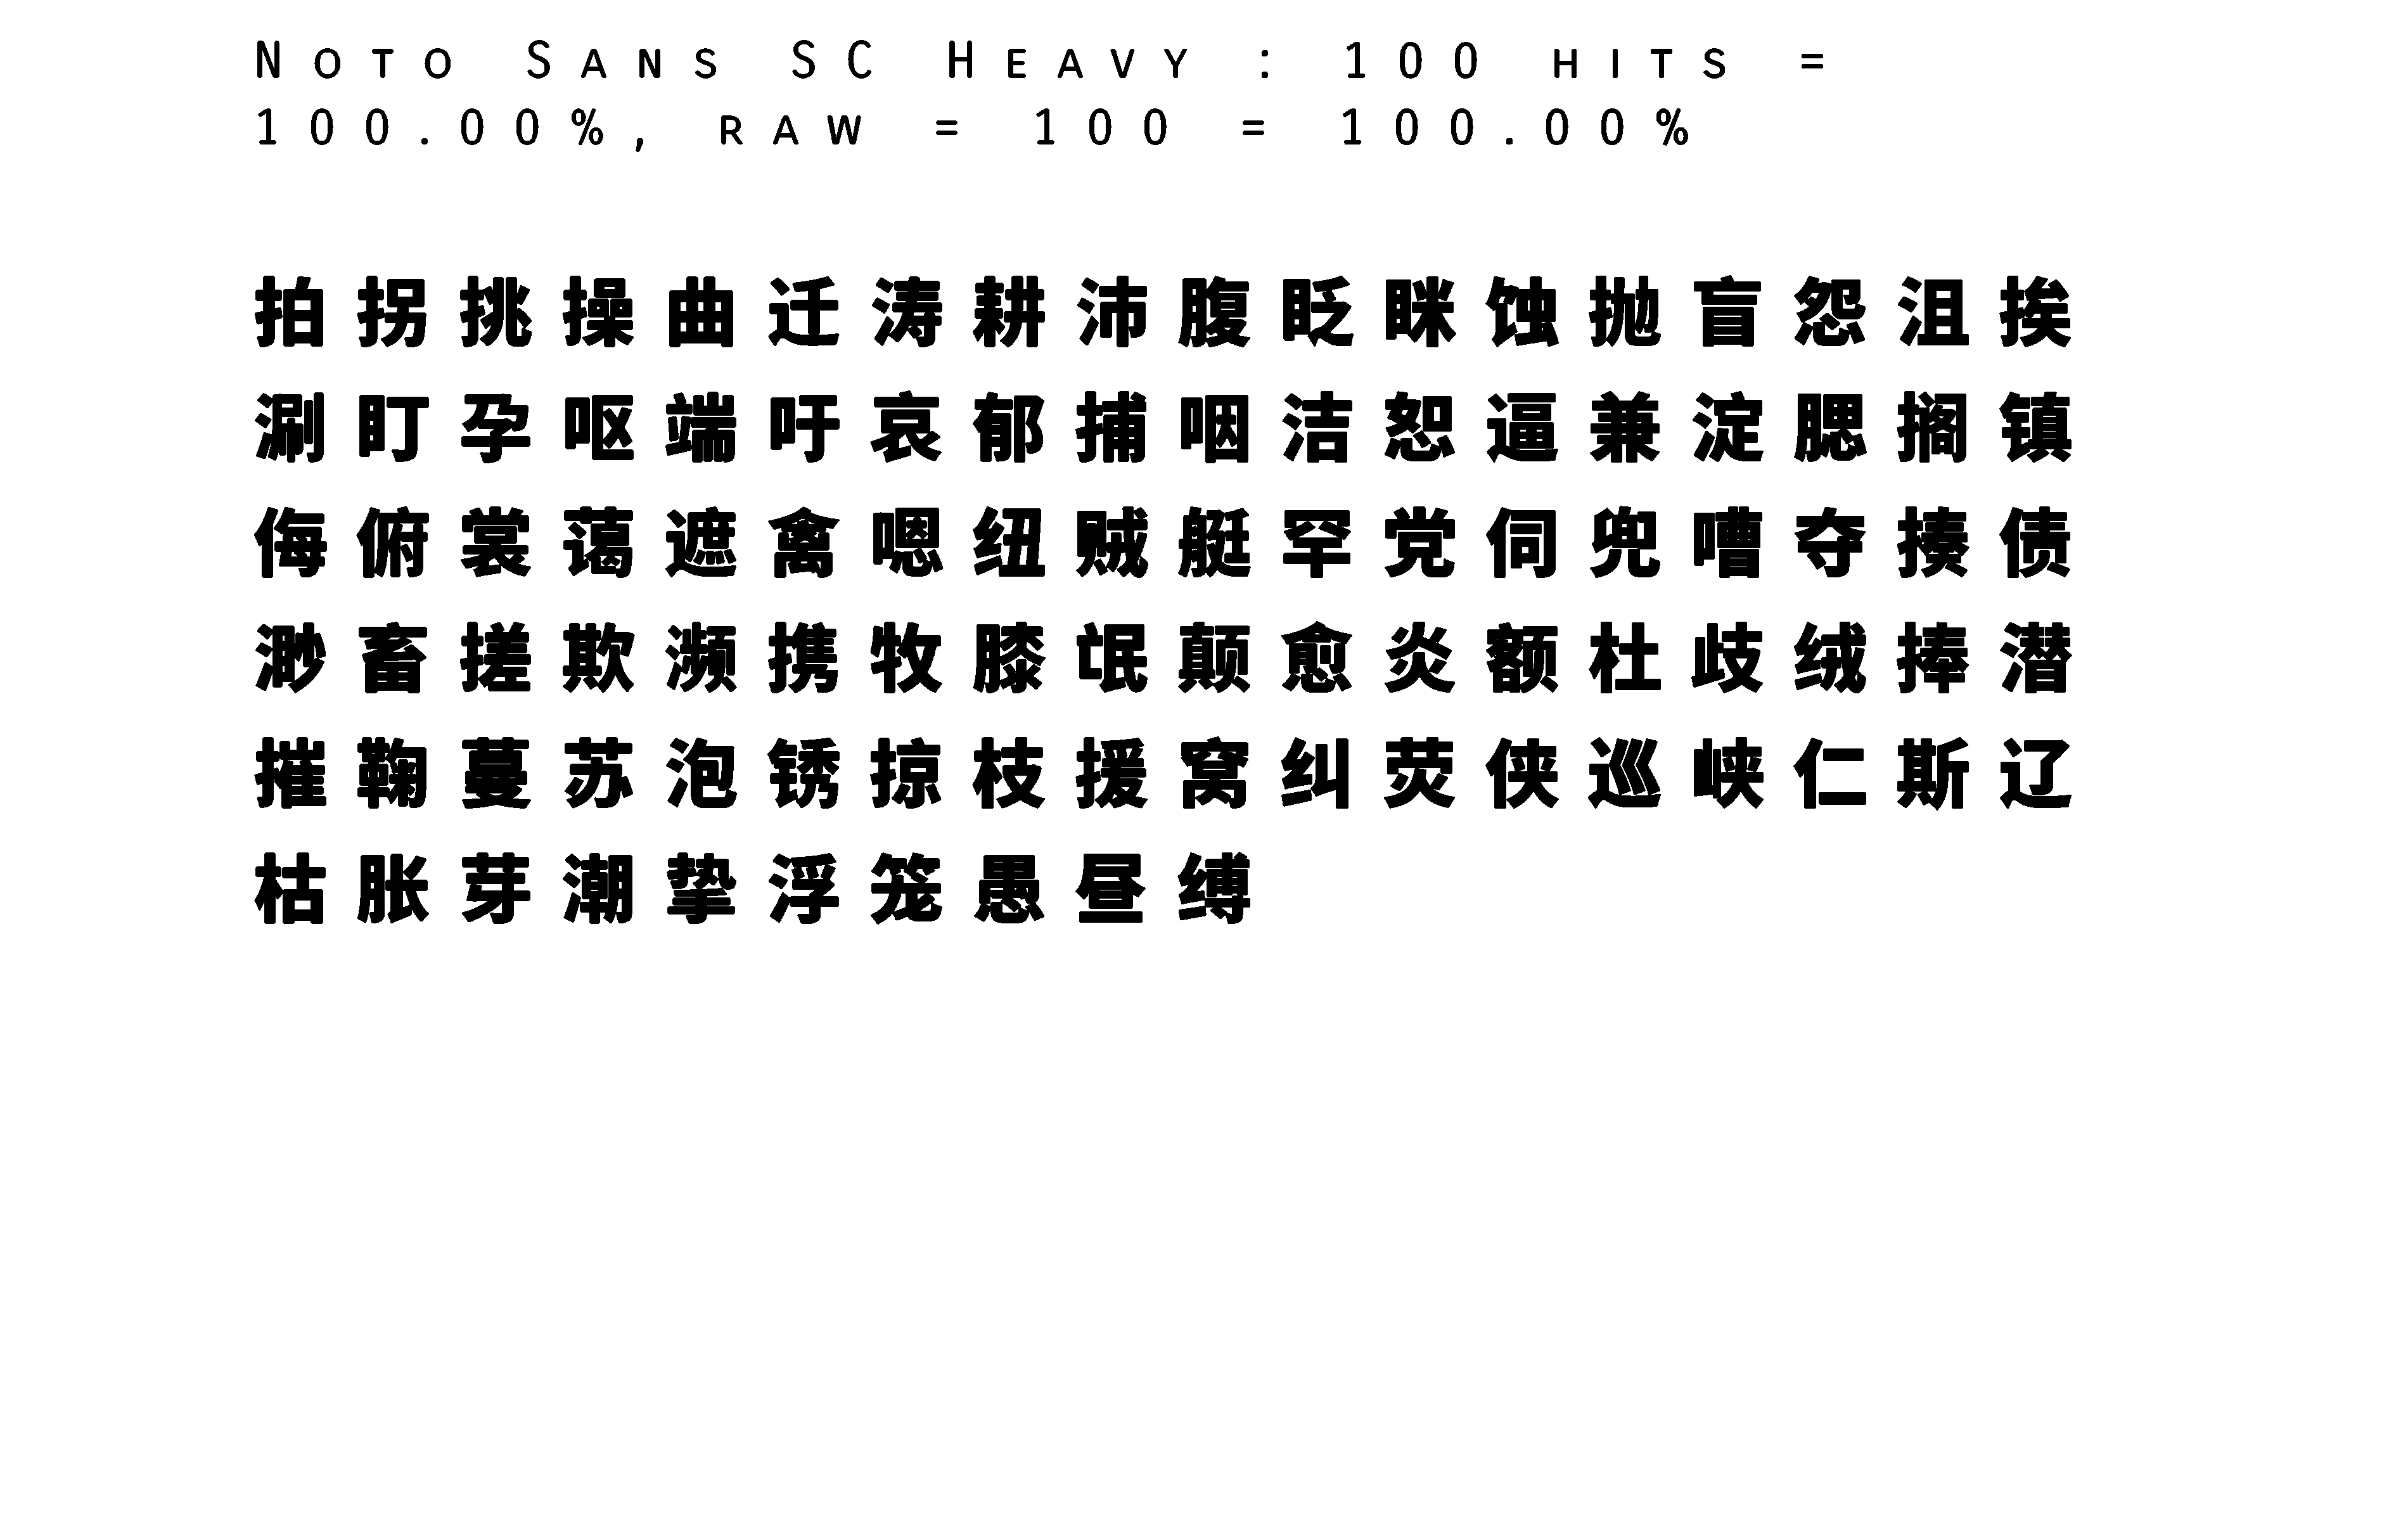 Noto Sans SC Heavy : 100 hits =
100.00%, raw = 100 = 100.00%
拍拐挑操曲迁涛耕沛腹眨眯蚀抛盲怨沮挨
涮盯孕呕端吁哀郁捕咽洁恕逼兼淀腮搁镇
侮俯裳蔼遮禽嗯纽贼艇罕党伺兜嘈夺揍债
渺畜搓欺濒携牧膝氓颠愈炎额杜歧绒捧潜
摧鞠蔓苏泡锈掠枝援窝纠荧侠巡峡仁斯辽
枯胀芽潮挚浮笼愚昼缚